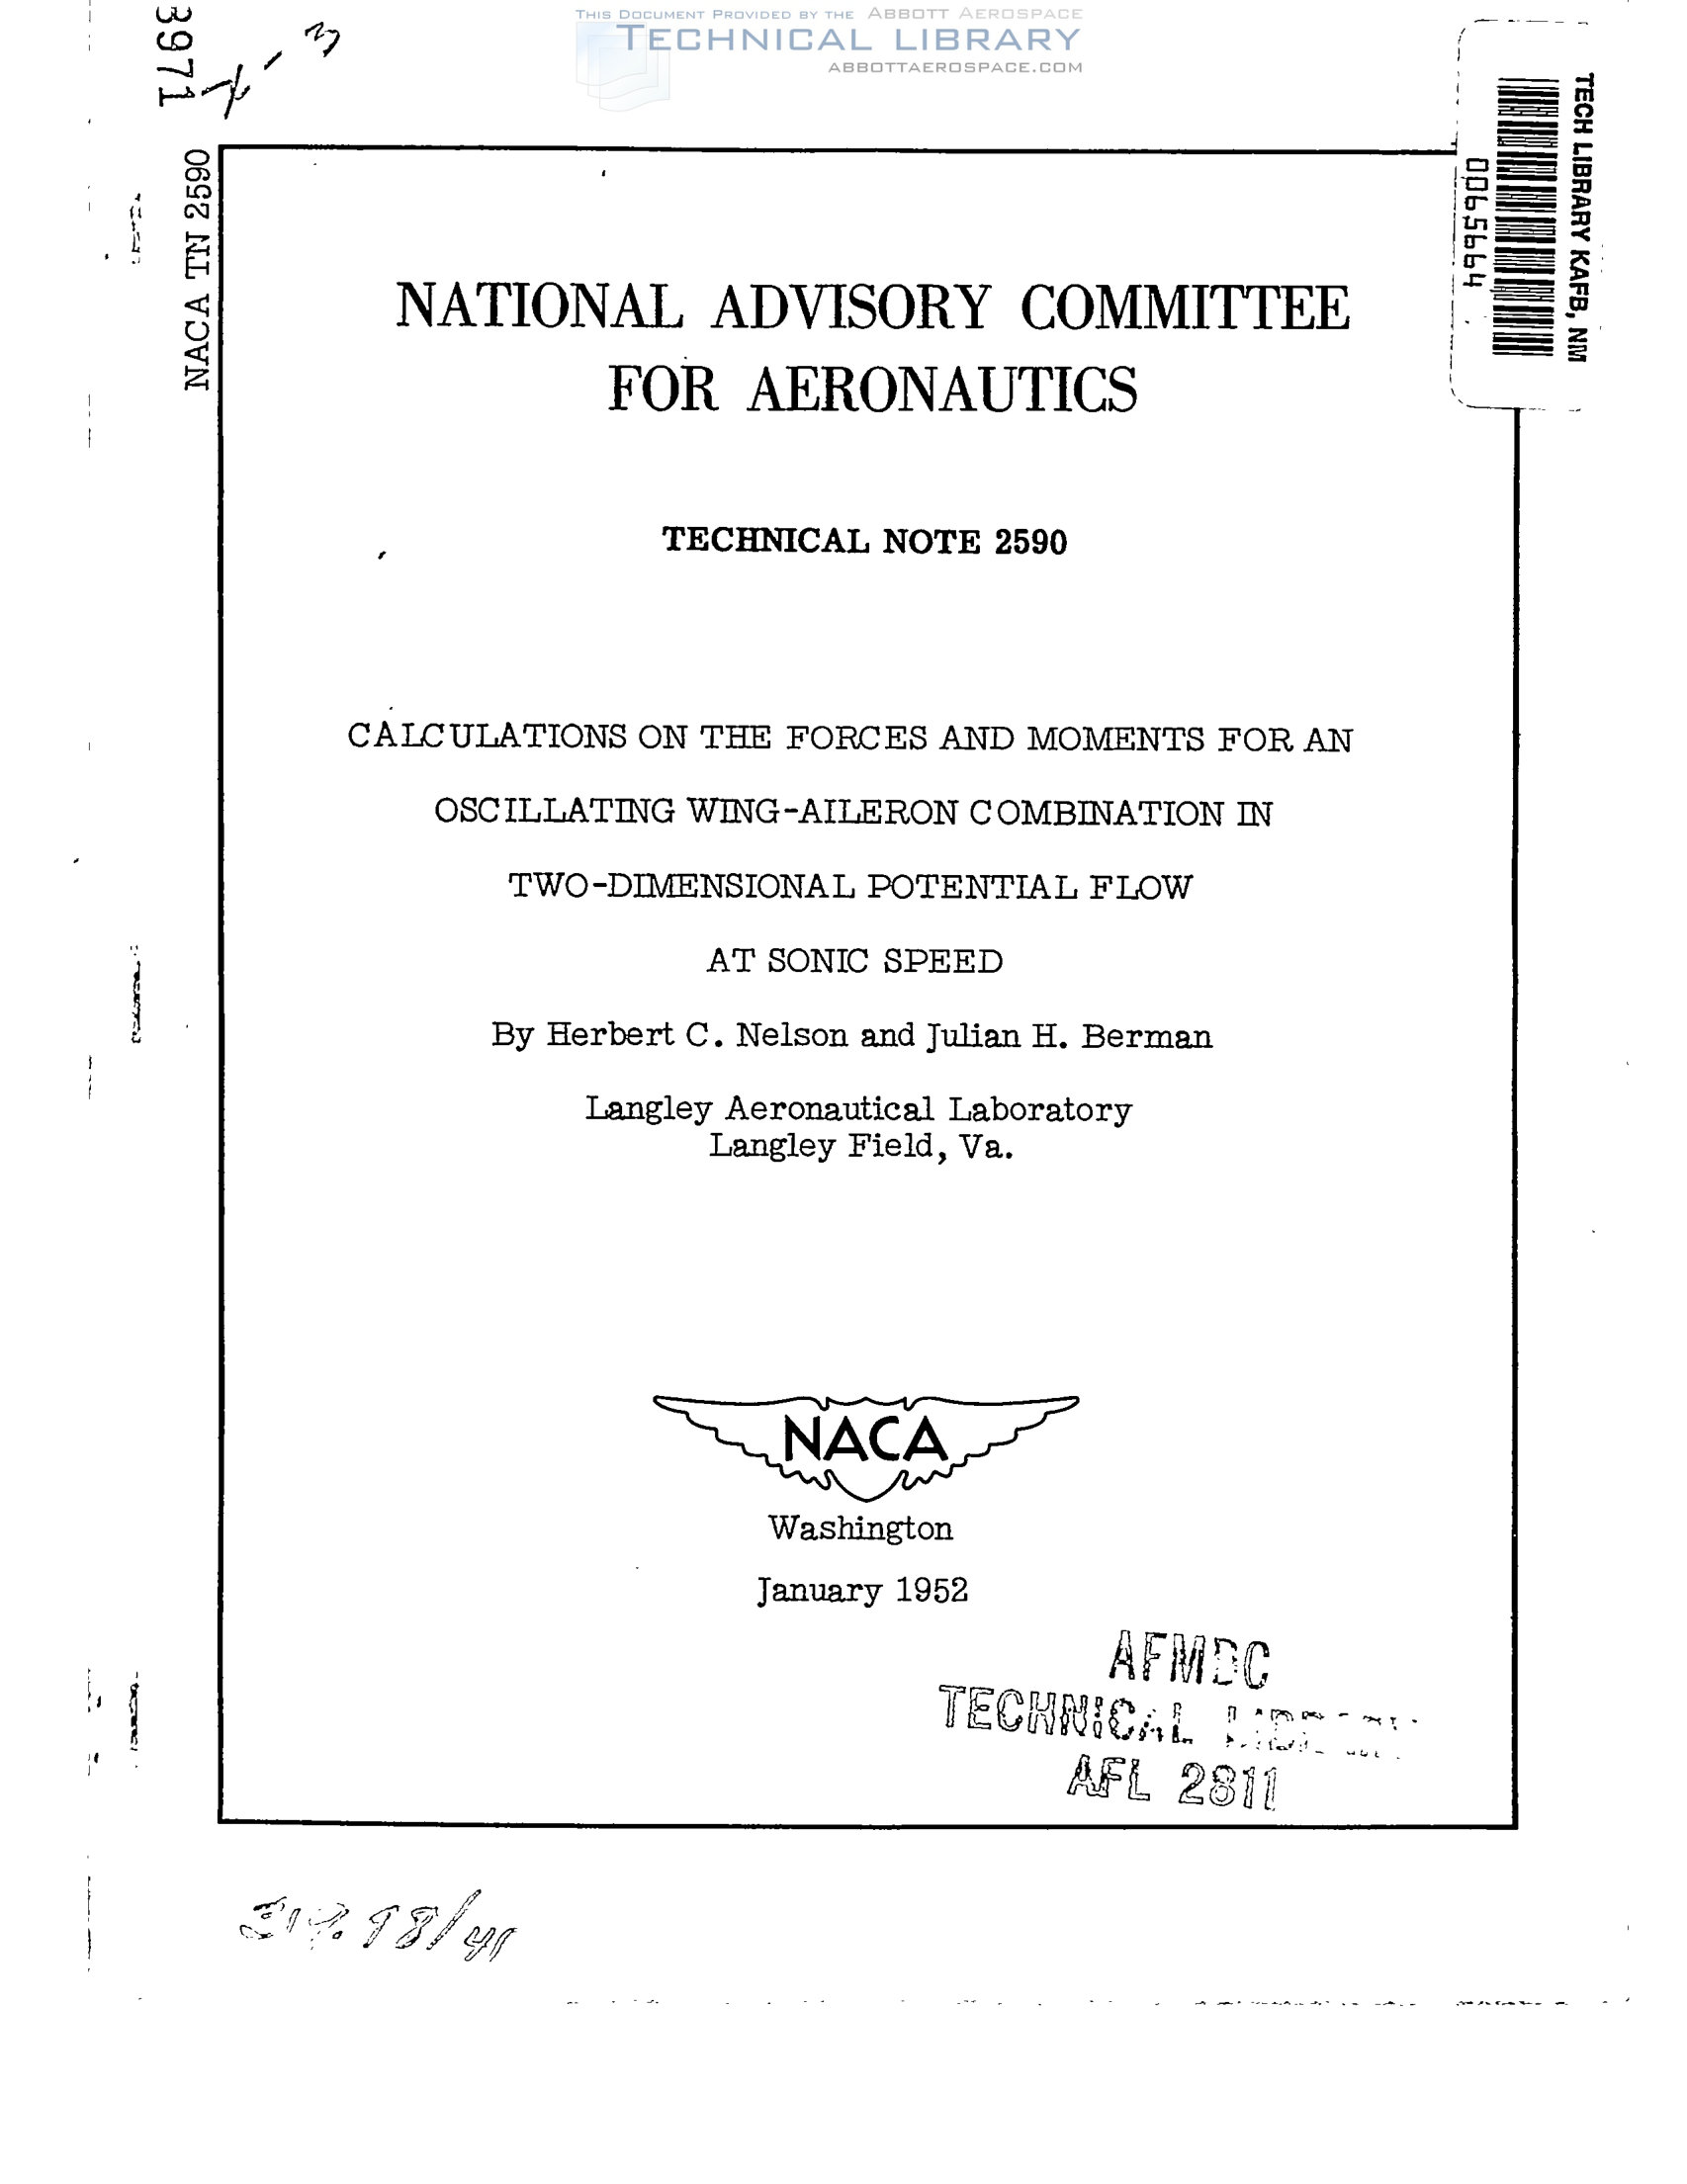 THIS DOCUMENT PROVIDED BY THE ABBOTT AEROSPACE
TECHNICAL LIBRARY
ABBOTTAEROSPACE.COM
3971
NACA TN 2590
TECH LIBRARY KAFB, NM
0065664
NATIONAL ADVISORY COMMITTEE
FOR AERONAUTICS
TECHNICAL NOTE 2590
CALCULATIONS ON THE FORCES AND MOMENTS FOR AN
OSCILLATING WING-AILERON COMBINATION IN
TWO-DIMENSIONAL POTENTIAL FLOW
AT SONIC SPEED
By Herbert C. Nelson and Julian H. Berman
Langley Aeronautical Laboratory
Langley Field, Va.
NACA
Washington
January 1952
AFMDC
TECHNICAL LIBRARY
AFL 2811